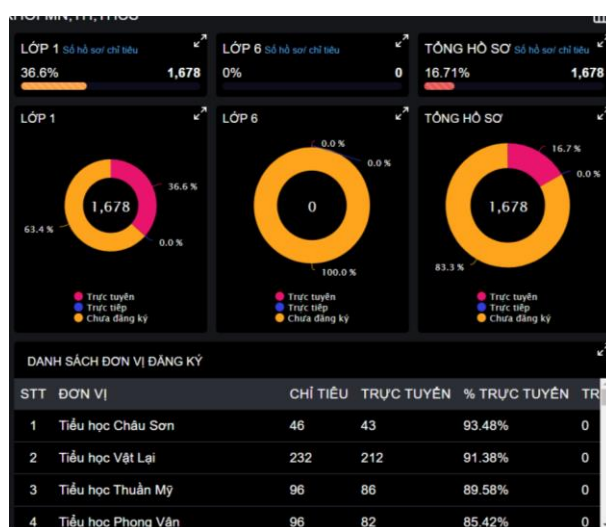 KHỐI MN, TH, THCS
LỚP 1 Số hồ sơ/ chỉ tiêu
36.6% 1,678
LỚP 6 Số hồ sơ/ chỉ tiêu
0% 0
TỔNG HỒ SƠ Số hồ sơ/ chỉ tiêu
16.71% 1,678
LỚP 1
36.6 %
1,678
63.4 %
0.0 %
Trực tuyến
Trực tiếp
Chưa đăng ký
LỚP 6
0.0 %
0.0 %
0
100.0 %
Trực tuyến
Trực tiếp
Chưa đăng ký
TỔNG HỒ SƠ
16.7 %
0.0 %
1,678
83.3 %
Trực tuyến
Trực tiếp
Chưa đăng ký
DANH SÁCH ĐƠN VỊ ĐĂNG KÝ
STT ĐƠN VỊ CHỈ TIÊU TRỰC TUYẾN % TRỰC TUYẾN TR
1 Tiểu học Châu Sơn 46 43 93.48% 0
2 Tiểu học Vật Lại 232 212 91.38% 0
3 Tiểu học Thuần Mỹ 96 86 89.58% 0
4 Tiểu học Phong Vân 96 82 85.42% 0